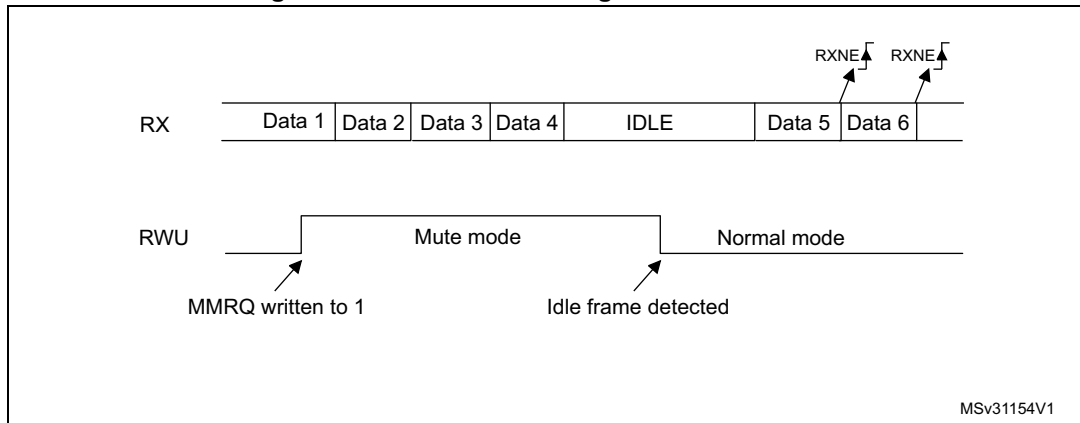 RXNE RXNE
RX Data 1 Data 2 Data 3 Data 4 IDLE Data 5 Data 6
RWU Mute mode Normal mode
MMRQ written to 1 Idle frame detected
MSv31154V1